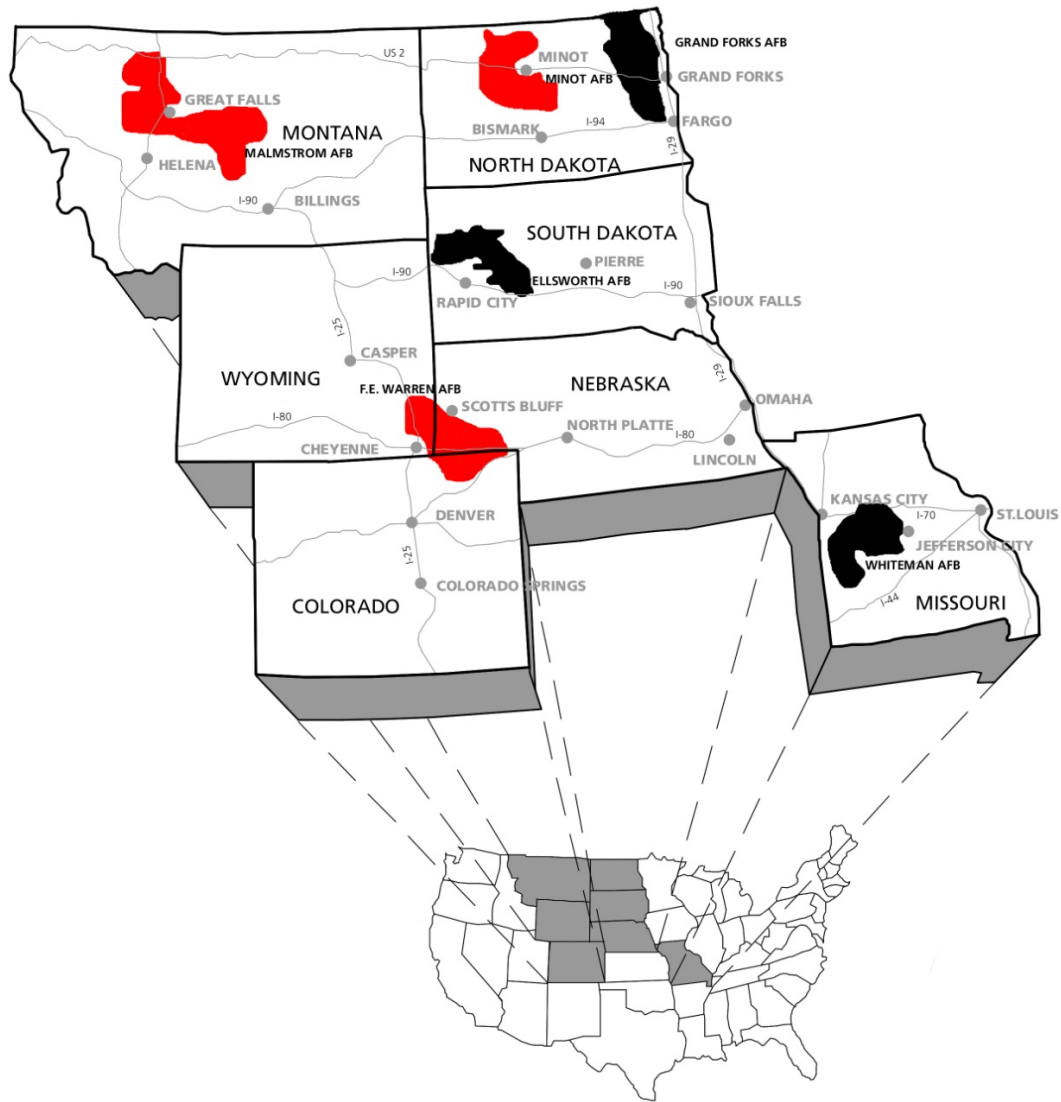 US 2
GRAND FORKS AFB
MINOT
MINOT AFB
GRAND FORKS
GREAT FALLS
MONTANA
BISMARK
I-94
FARGO
MALMSTROM AFB
HELENA
NORTH DAKOTA
I-29
I-90
BILLINGS
SOUTH DAKOTA
PIERRE
I-90
ELLSWORTH AFB
I-90
RAPID CITY
SIOUX FALLS
I-25
CASPER
WYOMING
F.E. WARREN AFB
NEBRASKA
I-29
SCOTTS BLUFF
OMAHA
I-80
NORTH PLATTE
I-80
CHEYENNE
LINCOLN
KANSAS CITY
DENVER
I-70
ST.LOUIS
JEFFERSON CITY
I-25
WHITEMAN AFB
COLORADO SPRINGS
COLORADO
I-44
MISSOURI